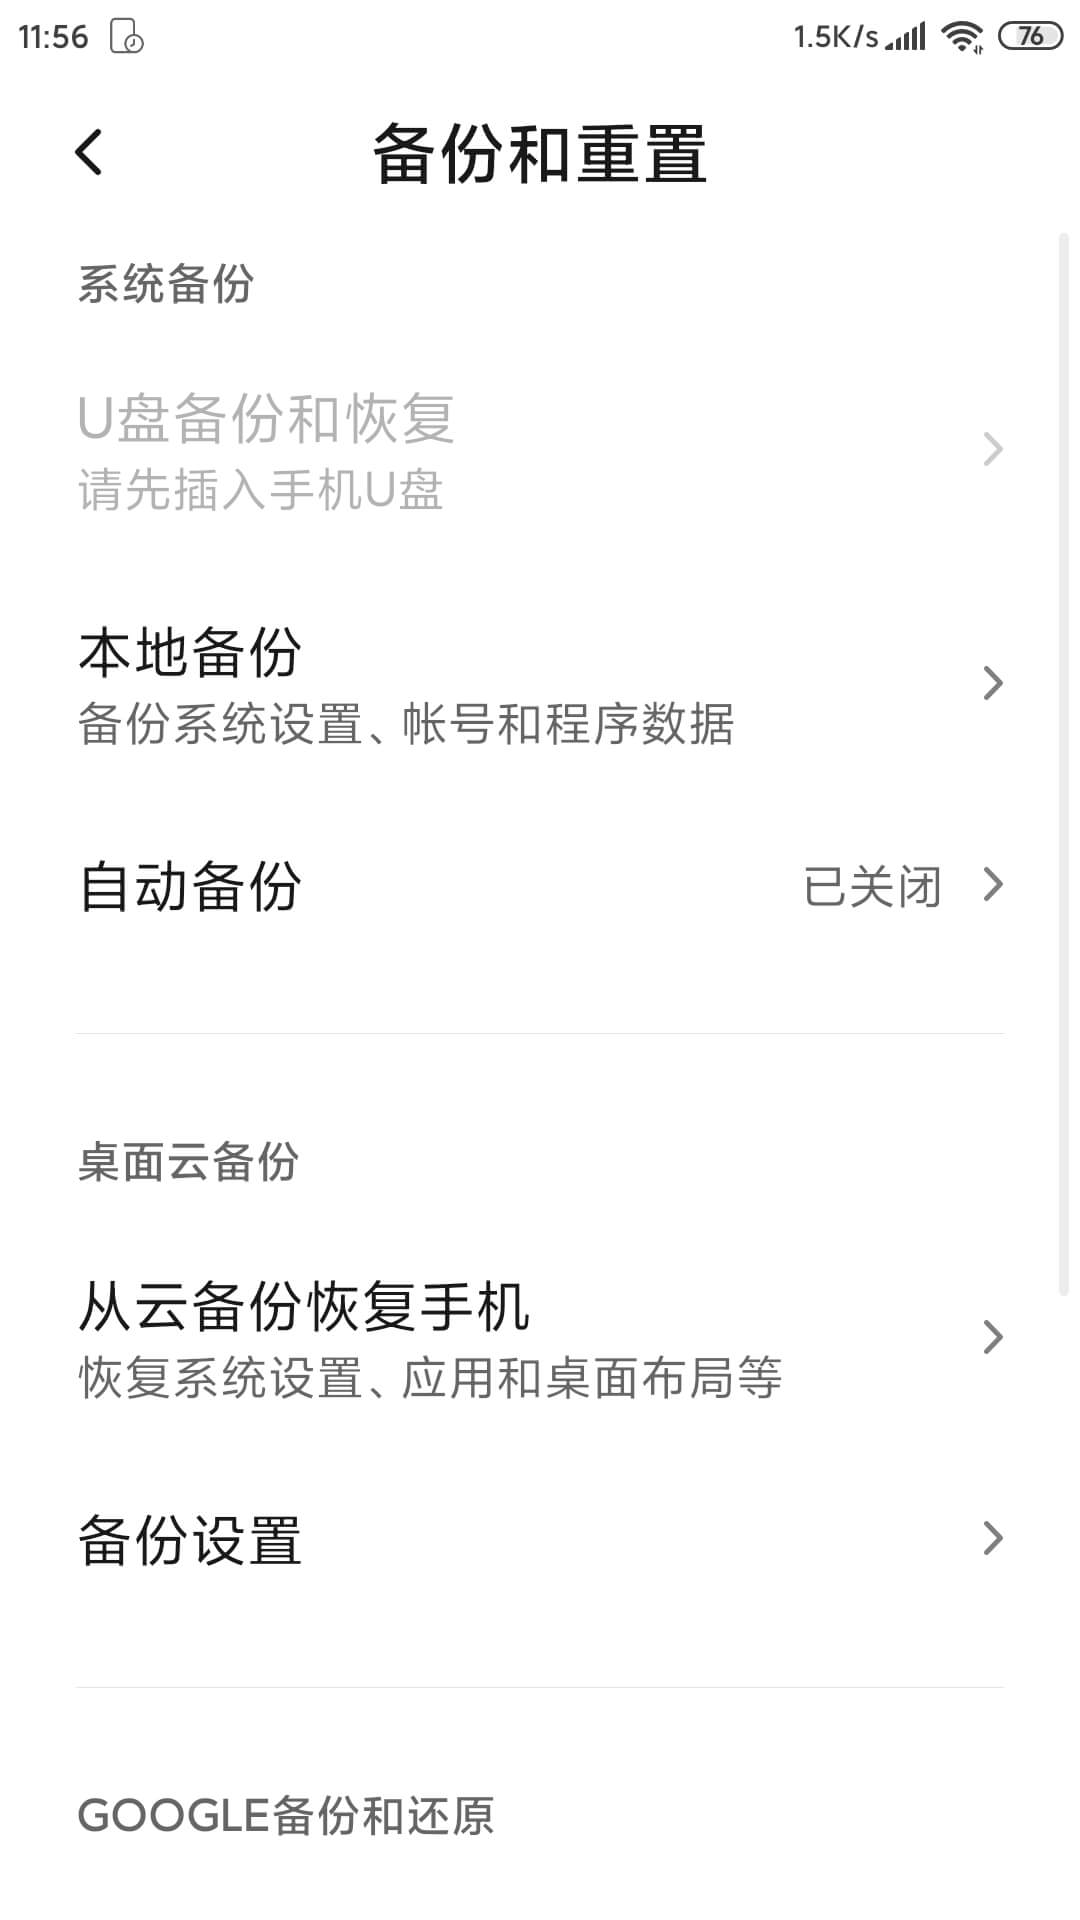 11:56 1.5K/s 76
备份和重置
系统备份
U盘备份和恢复
请先插入手机U盘
本地备份
备份系统设置、帐号和程序数据
自动备份 已关闭
桌面云备份
从云备份恢复手机
恢复系统设置、应用和桌面布局等
备份设置
GOOGLE备份和还原